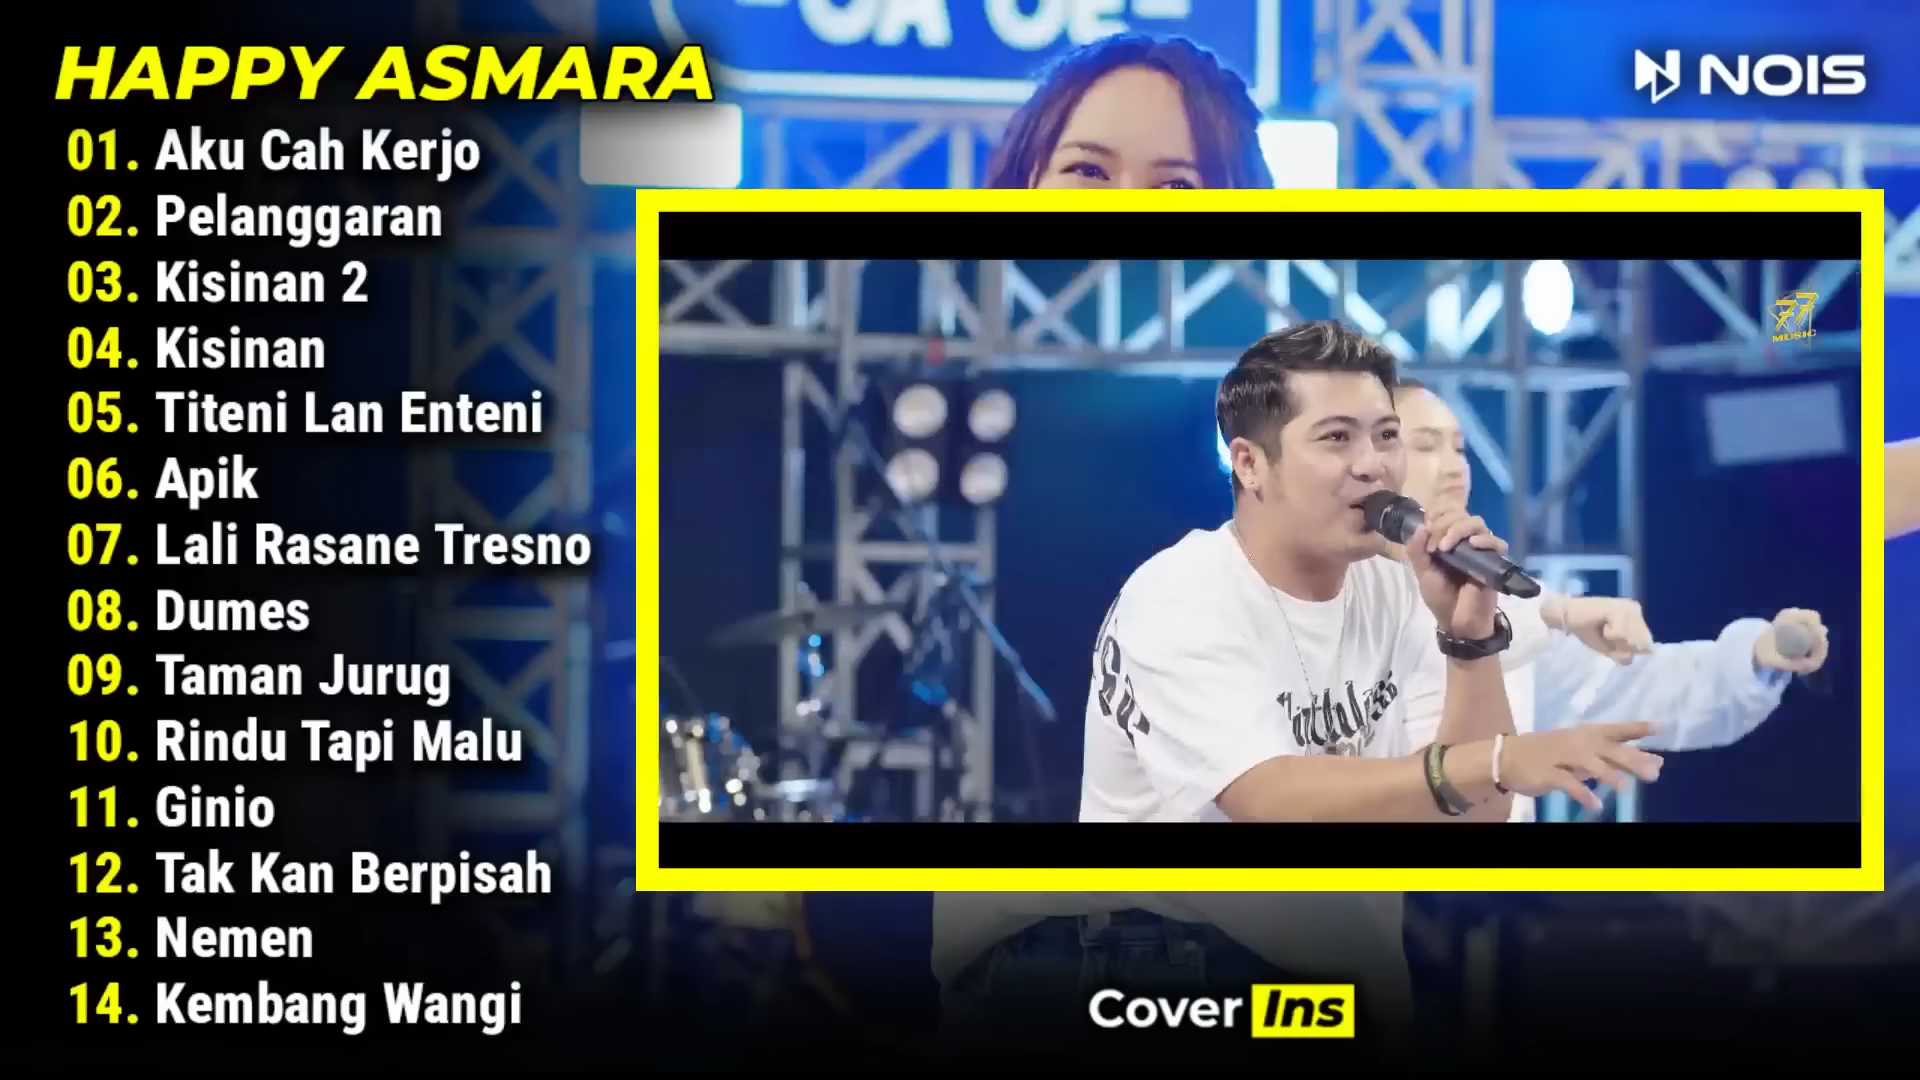 HAPPY ASMARA
NOIS
01. Aku Cah Kerjo
02. Pelanggaran
03. Kisinan 2
04. Kisinan
05. Titeni Lan Enteni
06. Apik
07. Lali Rasane Tresno
08. Dumes
09. Taman Jurug
10. Rindu Tapi Malu
11. Ginio
12. Tak Kan Berpisah
13. Nemen
14. Kembang Wangi
77
MUSIC
Cover Ins